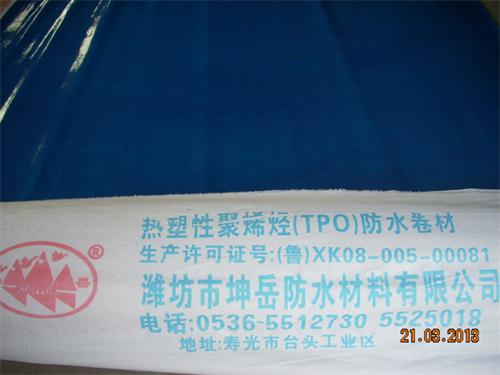 热塑性聚烯烃(TPO)防水卷材
生产许可证号:(鲁)XK08-005-00081
潍坊市坤岳防水材料有限公司
电话:0536-5512730 5525018
地址:寿光市台头工业区
®
21.03.2013